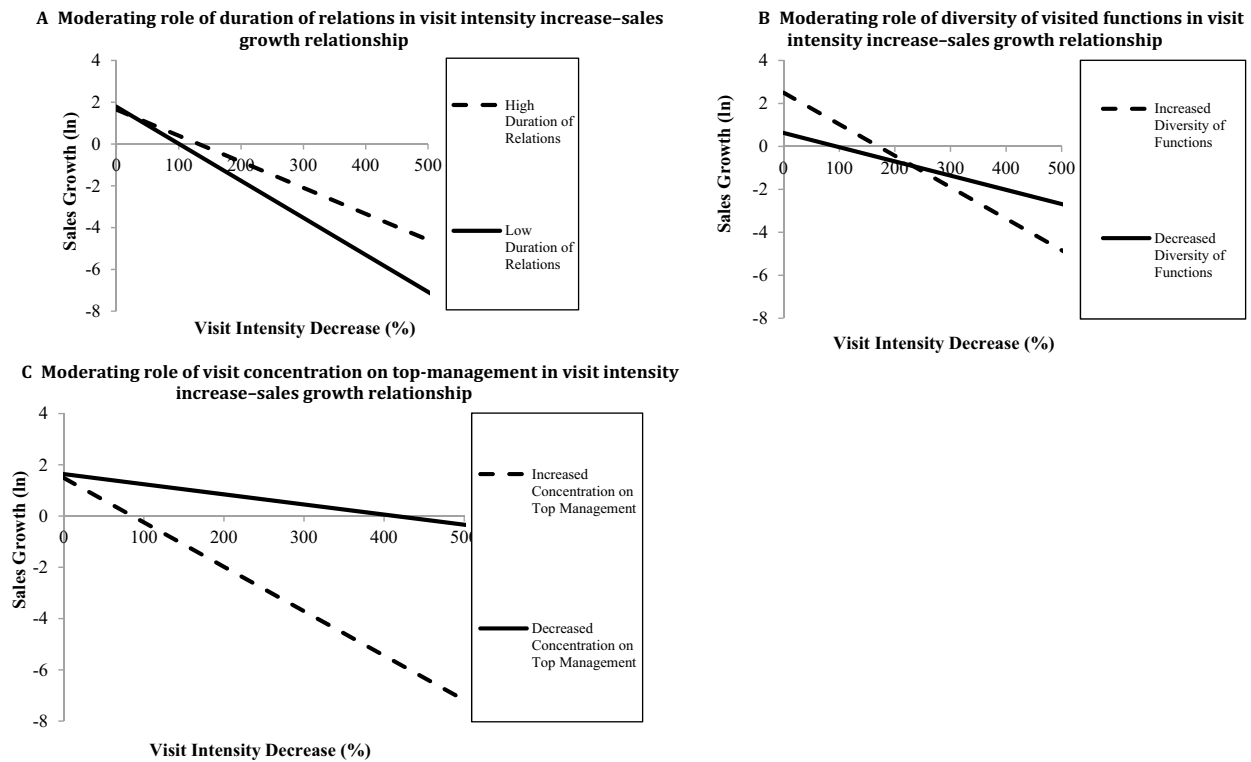 A Moderating role of duration of relations in visit intensity increase–sales
growth relationship
4
2
0
-2
-4
-6
-8
0
100
200
300
400
500
Sales Growth (ln)
Visit Intensity Decrease (%)
High
Duration of
Relations
Low
Duration of
Relations
B Moderating role of diversity of visited functions in visit
intensity increase–sales growth relationship
4
2
0
-2
-4
-6
-8
0
100
200
300
400
500
Sales Growth (ln)
Visit Intensity Decrease (%)
Increased
Diversity of
Functions
Decreased
Diversity of
Functions
C Moderating role of visit concentration on top-management in visit intensity
increase–sales growth relationship
4
2
0
-2
-4
-6
-8
0
100
200
300
400
500
Sales Growth (ln)
Visit Intensity Decrease (%)
Increased
Concentration on
Top Management
Decreased
Concentration on
Top Management